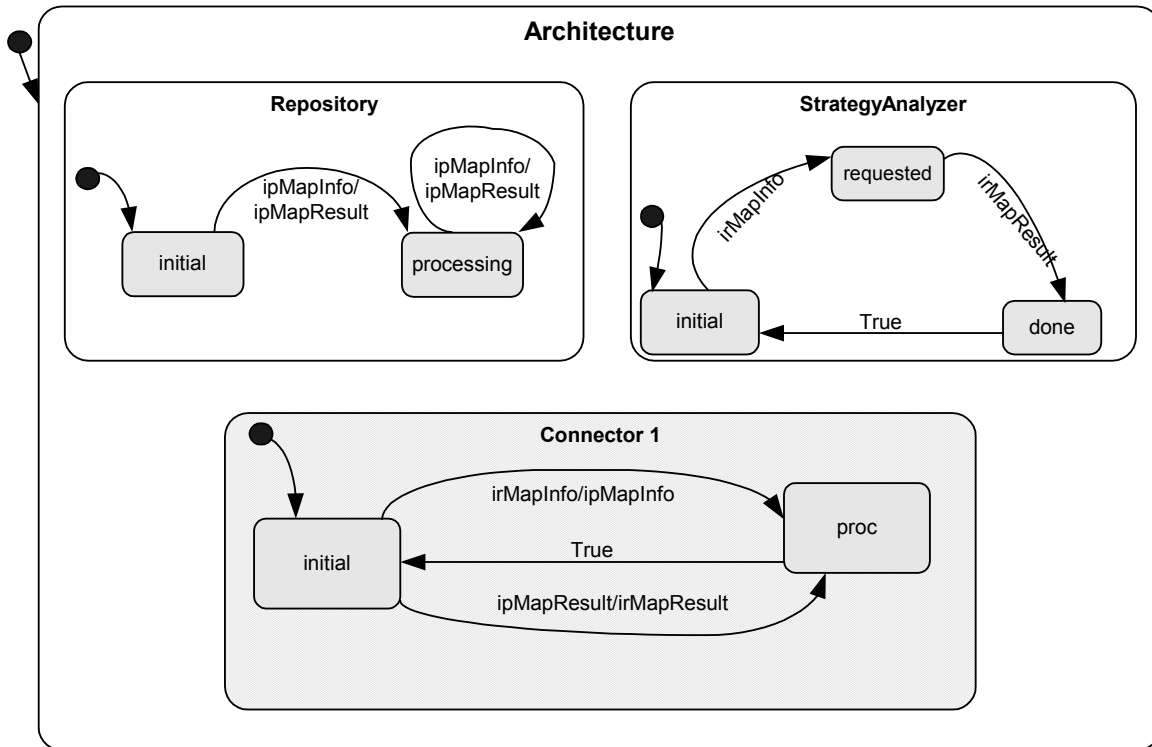 Architecture
Repository
ipMapInfo/
ipMapResult
ipMapInfo/
ipMapResult
initial
processing
StrategyAnalyzer
requested
irMapInfo
irMapResult
initial
True
done
Connector 1
irMapInfo/ipMapInfo
proc
initial
True
ipMapResult/irMapResult